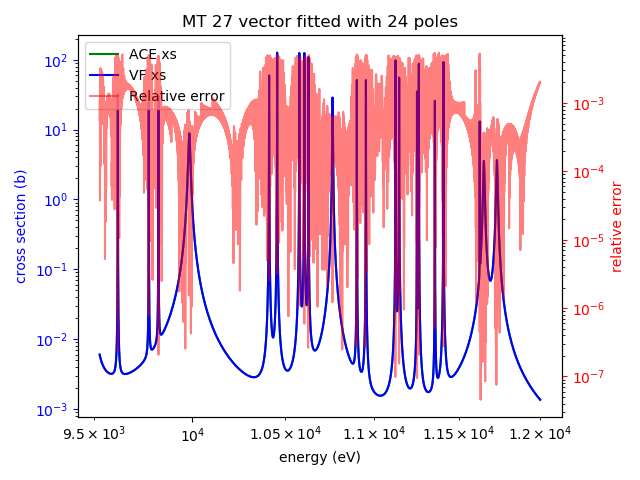 MT 27 vector fitted with 24 poles
ACE xs
VF xs
Relative error
cross section (b)
10²
10¹
10⁰
10⁻¹
10⁻²
10⁻³
relative error
10⁻³
10⁻⁴
10⁻⁵
10⁻⁶
10⁻⁷
9.5 × 10³
10⁴
1.05 × 10⁴
1.1 × 10⁴
1.15 × 10⁴
1.2 × 10⁴
energy (eV)